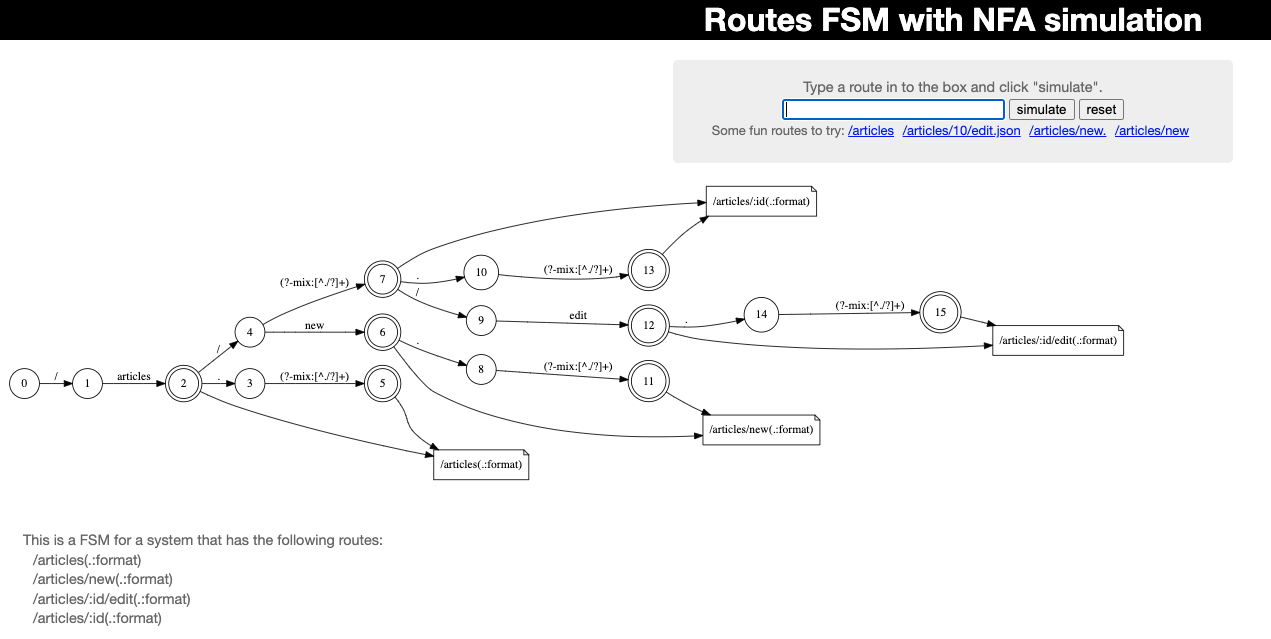 Routes FSM with NFA simulation
Type a route in to the box and click "simulate".
simulate reset
Some fun routes to try: /articles /articles/10/edit.json /articles/new. /articles/new
/articles/:id(.:format)
(?-mix:[^./?]+) 7 . 10 (?-mix:[^./?]+) 13
/ 9 edit 12 . 14 (?-mix:[^./?]+) 15
/articles/:id/edit(.:format)
4 new 6 . 8 (?-mix:[^./?]+) 11
/articles/new(.:format)
0 / 1 articles 2 / . 3 (?-mix:[^./?]+) 5
/articles(.:format)
This is a FSM for a system that has the following routes:
/articles(.:format)
/articles/new(.:format)
/articles/:id/edit(.:format)
/articles/:id(.:format)